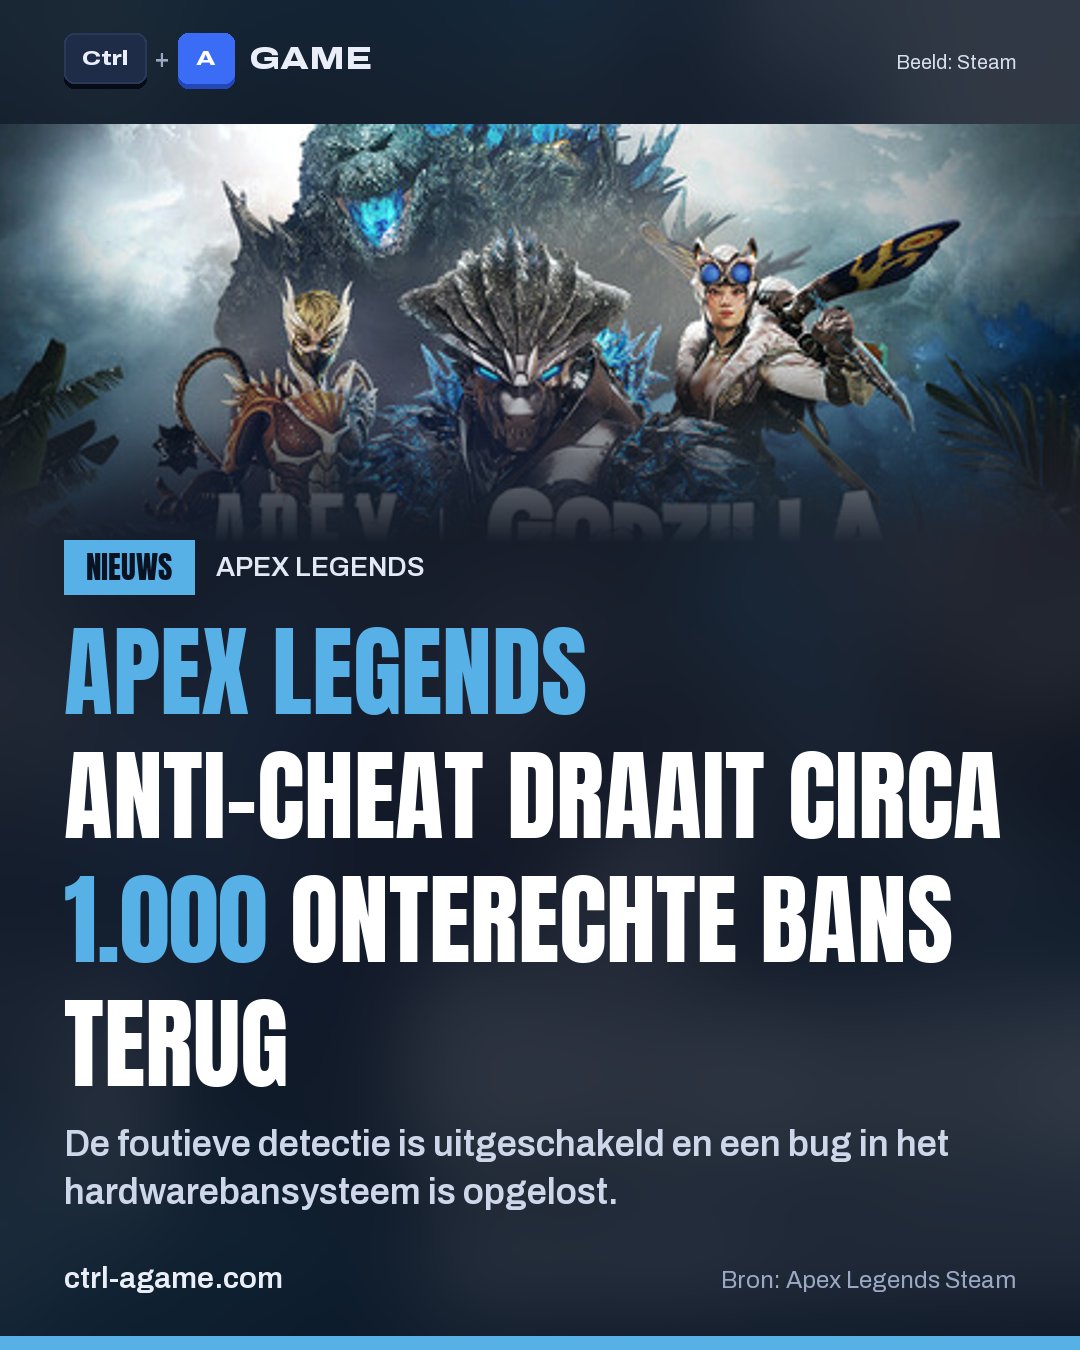 Ctrl + A GAME
Beeld: Steam
APEX GODZILLA
NIEUWS APEX LEGENDS
APEX LEGENDS
ANTI-CHEAT DRAAIT CIRCA
1.000 ONTERECHTE BANS
TERUG
De foutieve detectie is uitgeschakeld en een bug in het
hardwarebansysteem is opgelost.
ctrl-agame.com
Bron: Apex Legends Steam